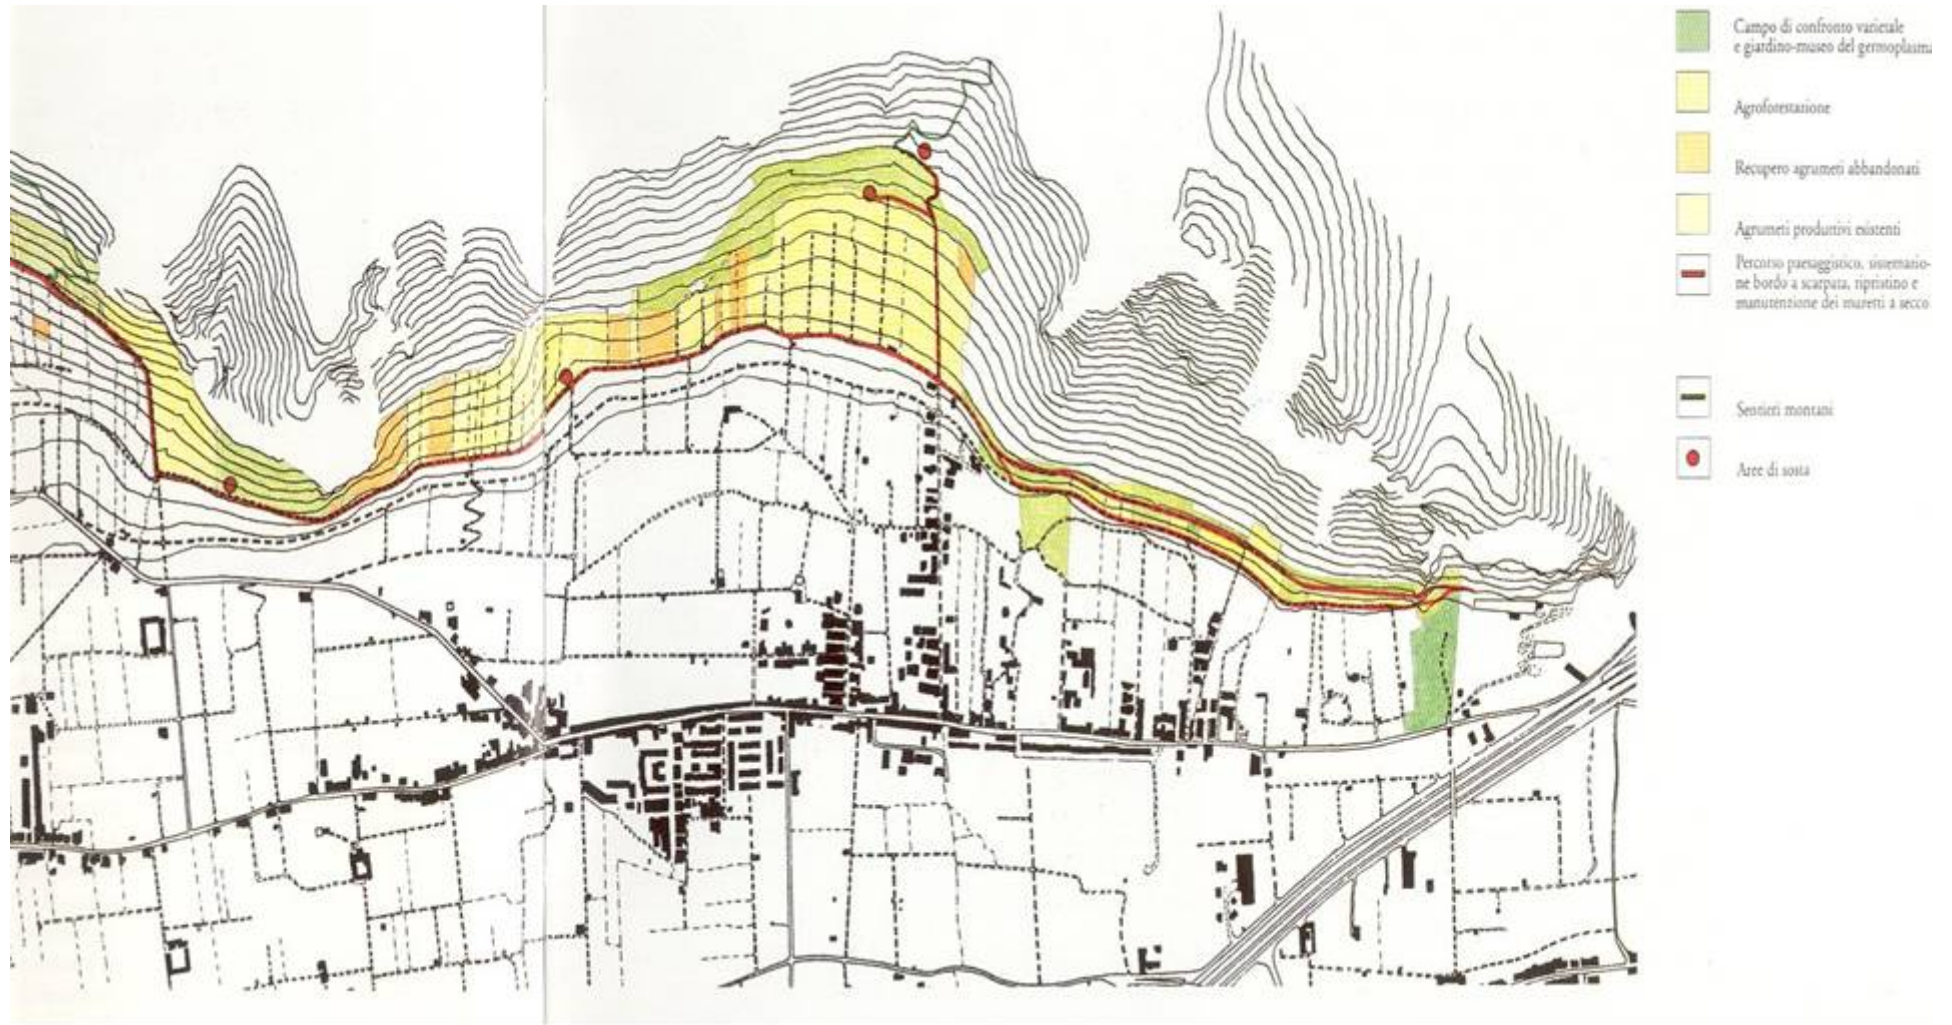 Campo di confronto varietale
e giardino-museo del germoplasma
Agroforestazione
Recupero agrumeti abbandonati
Agrumeti produttivi esistenti
Percorso paesaggistico, sistemazio-
ne bordo a scarpata, ripristino e
manutenzione dei muretti a secco
Sentieri montani
Aree di sosta